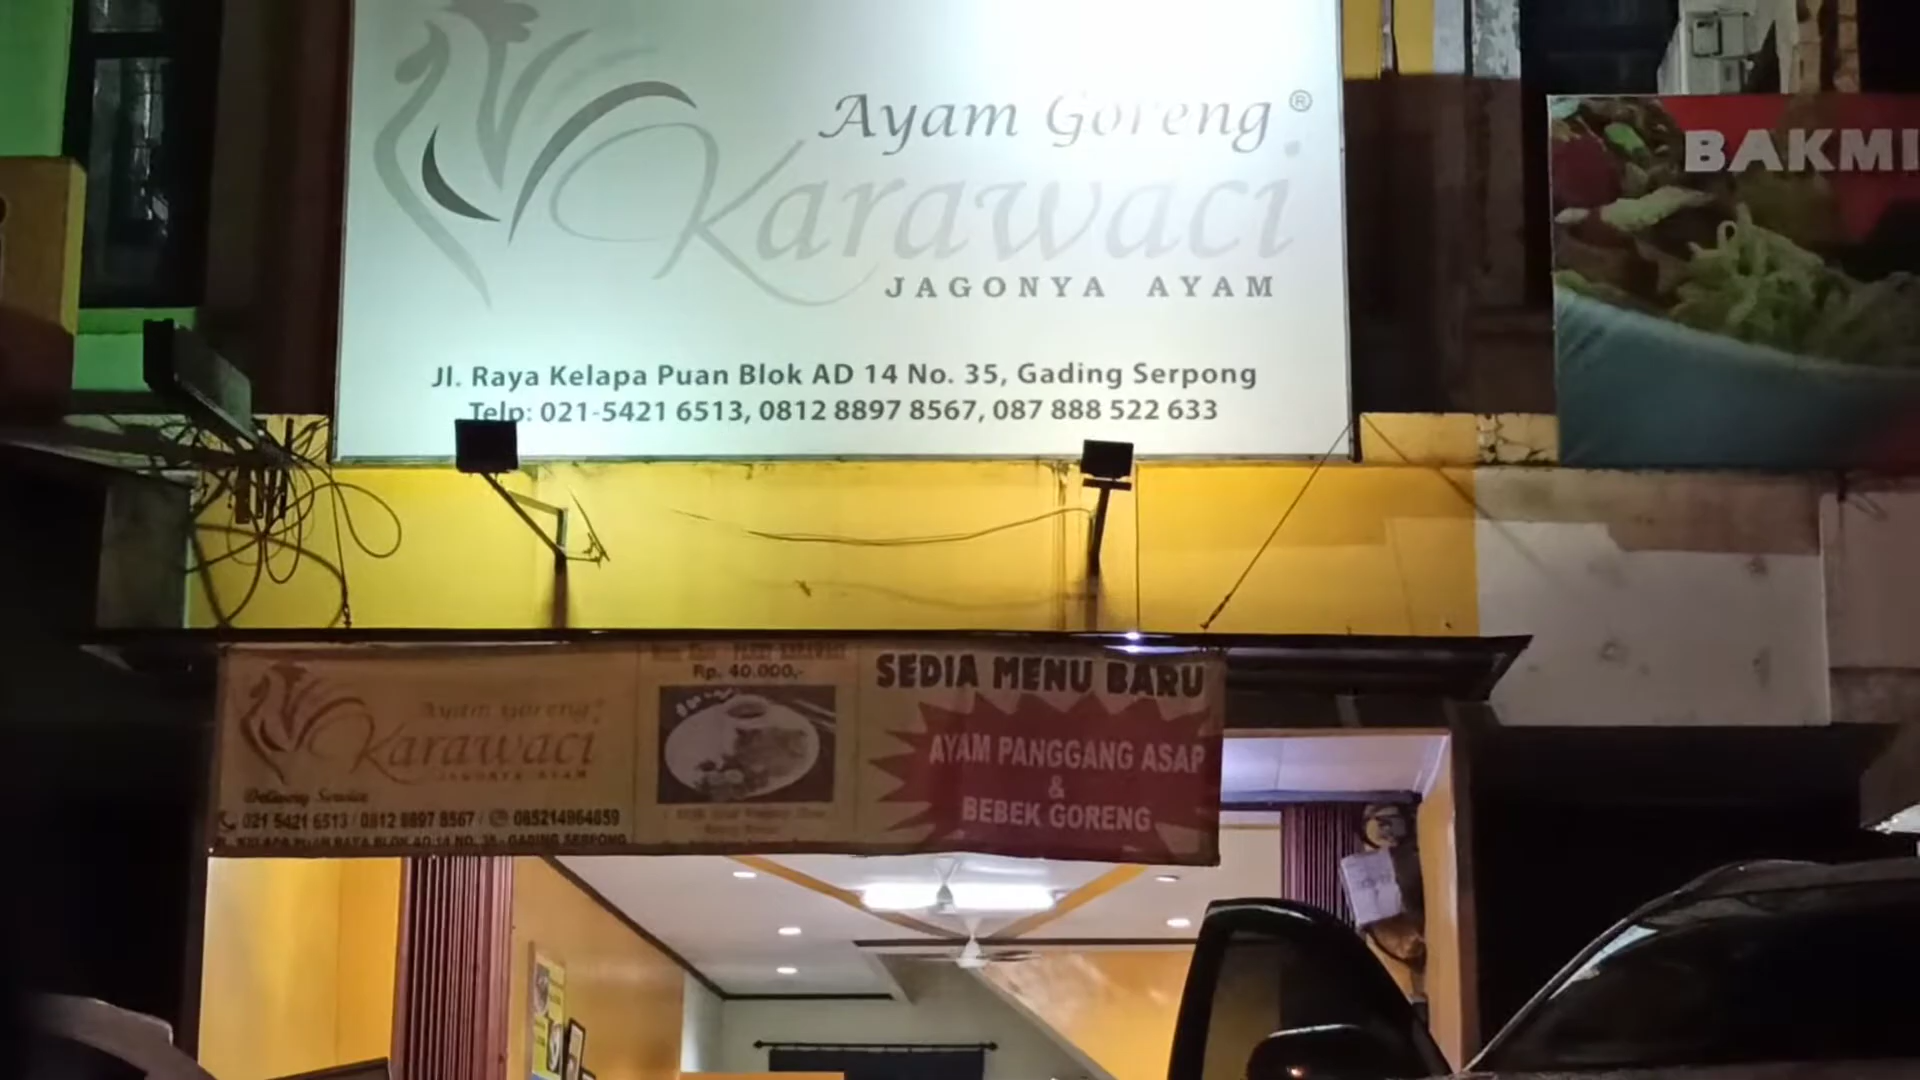 Ayam Goreng ®
Karawaci
JAGONYA AYAM
Jl. Raya Kelapa Puan Blok AD 14 No. 35, Gading Serpong
Telp: 021-5421 6513, 0812 8897 8567, 087 888 522 633
BAKMI
Ayam Goreng
Karawaci
JAGONYA AYAM
Delivery Service
021 5421 6513 / 0812 8897 8567 / 085214964859
KELAPA PUAN RAYA BLOK AD 14 NO. 35 - GADING SERPONG
PAKET KARAWACI
Rp. 40.000,-
SEDIA MENU BARU
AYAM PANGGANG ASAP
&
BEBEK GORENG